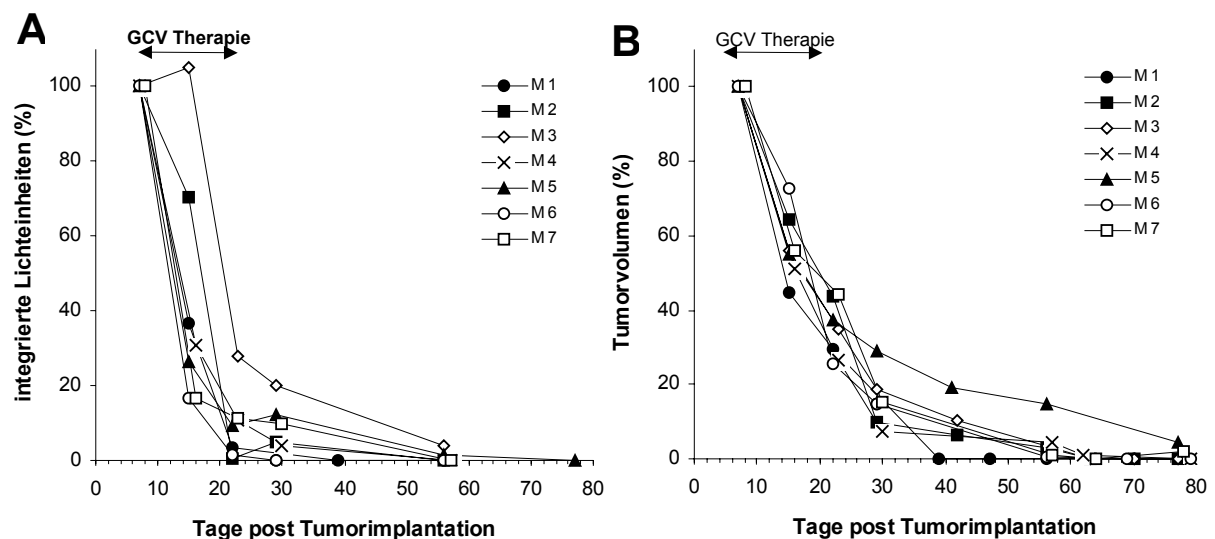 A
GCV Therapie
integrierte Lichteinheiten (%)
100
80
60
40
20
0
0 10 20 30 40 50 60 70 80
Tage post Tumorimplantation
M 1
M 2
M 3
M 4
M 5
M 6
M 7
B
GCV Therapie
Tumorvolumen (%)
100
80
60
40
20
0
0 10 20 30 40 50 60 70 80
Tage post Tumorimplantation
M 1
M 2
M 3
M 4
M 5
M 6
M 7